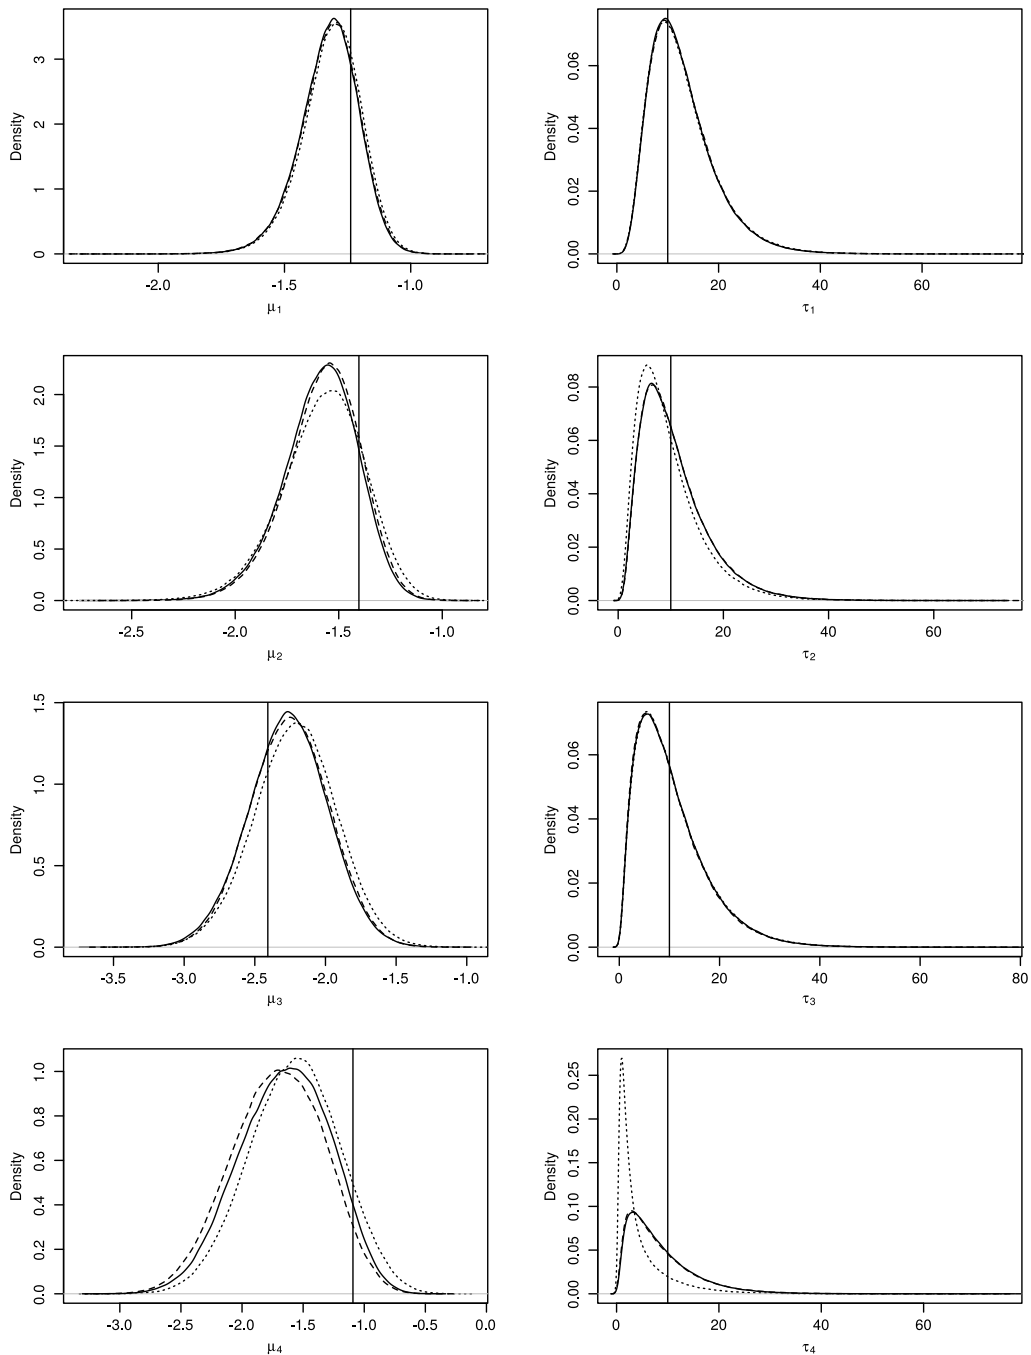 Density
0 1 2 3
-2.0 -1.5 -1.0
μ1
Density
0.00 0.02 0.04 0.06
0 20 40 60
τ1
Density
0.0 0.5 1.0 1.5 2.0
-2.5 -2.0 -1.5 -1.0
μ2
Density
0.00 0.02 0.04 0.06 0.08
0 20 40 60
τ2
Density
0.0 0.5 1.0 1.5
-3.5 -3.0 -2.5 -2.0 -1.5 -1.0
μ3
Density
0.00 0.02 0.04 0.06
0 20 40 60 80
τ3
Density
0.0 0.2 0.4 0.6 0.8 1.0
-3.0 -2.5 -2.0 -1.5 -1.0 -0.5 0.0
μ4
Density
0.00 0.05 0.10 0.15 0.20 0.25
0 20 40 60
τ4